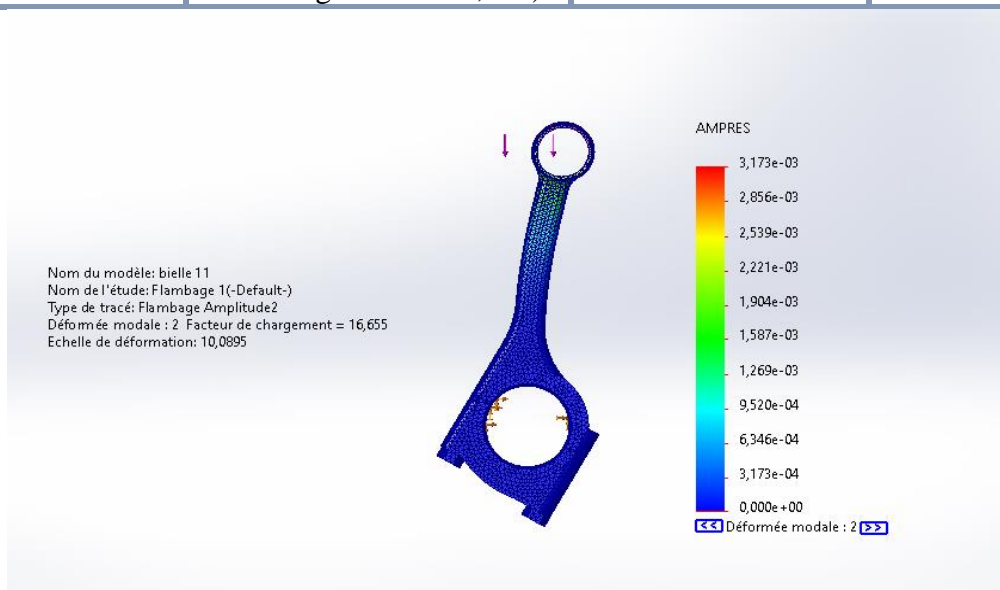 Nom du modèle: bielle 11
Nom de l'étude: Flambage 1(-Default-)
Type de tracé: Flambage Amplitude2
Déformée modale : 2 Facteur de chargement = 16,655
Echelle de déformation: 10,0895
AMPRES
3,173e-03
2,856e-03
2,539e-03
2,221e-03
1,904e-03
1,587e-03
1,269e-03
9,520e-04
6,346e-04
3,173e-04
0,000e+00
<< Déformée modale : 2 >>